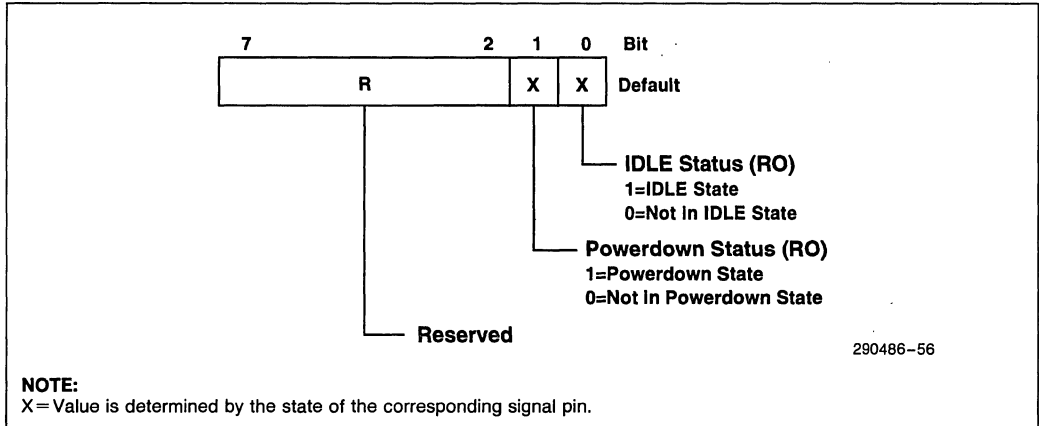 7 2 1 0 Bit
R X X Default
IDLE Status (RO)
1=IDLE State
0=Not in IDLE State
Powerdown Status (RO)
1=Powerdown State
0=Not in Powerdown State
Reserved
290486–56
NOTE:
X=Value is determined by the state of the corresponding signal pin.